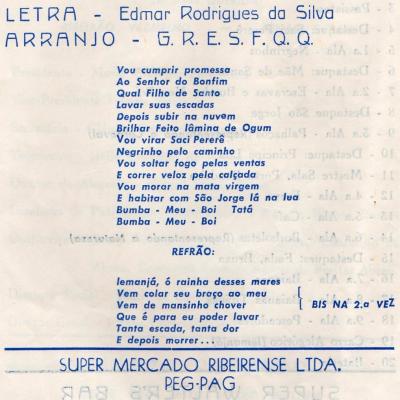 LETRA - Edmar Rodrigues da Silva
ARRANJO - G. R. E. S. F. Q. Q.
Vou cumprir promessa
Ao Senhor do Bonfim
Qual Filho de Santo
Lavar suas escadas
Depois subir na nuvem
Brilhar Feito lâmina de Ogum
Vou virar Saci Pererê
Negrinho pelo caminho
Vou soltar fogo pelas ventas
E correr veloz pela calçada
Vou morar na mata virgem
E habitar com São Jorge lá na lua
Bumba - Meu - Boi Tatá
Bumba - Meu - Boi
REFRÃO:
Iemanjá, ó rainha desses mares
Vem colar seu braço ao meu
Vem de mansinho chover { BIS NA 2.a VEZ
Que é para eu poder lavar
Tanta escada, tanta dor
E depois morrer...
SUPER MERCADO RIBEIRENSE LTDA.
PEG-PAG